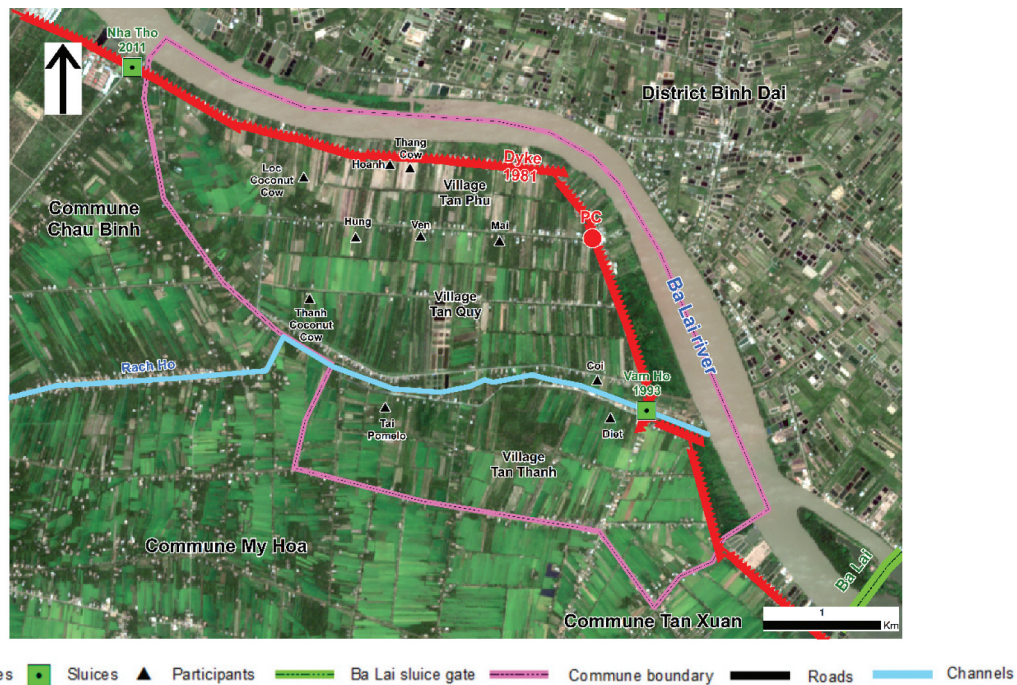 Nha Tho
2011
District Binh Dai
Thang
Cow
Hoanh
Dyke
1981
Loc
Coconut
Cow
Village
Tan Phu
Commune
Chau Binh
PC
Hung
Ven
Mai
Ba Lai river
Village
Tan Quy
Thanh
Coconut
Cow
Rach Ho
Coi
Vam Ho
1993
Tai
Pomelo
Diet
Village
Tan Thanh
Commune My Hoa
Ba Lai
Commune Tan Xuan
1
Km
es Sluices Participants Ba Lai sluice gate Commune boundary Roads Channels